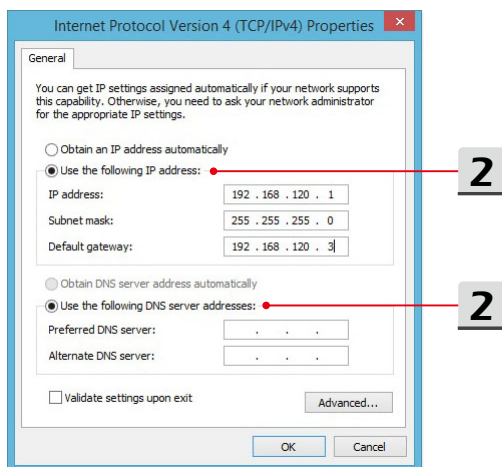 Internet Protocol Version 4 (TCP/IPv4) Properties
×
General
You can get IP settings assigned automatically if your network supports
this capability. Otherwise, you need to ask your network administrator
for the appropriate IP settings.
Obtain an IP address automatically
Use the following IP address:
2
IP address: 192 . 168 . 120 . 1
Subnet mask: 255 . 255 . 255 . 0
Default gateway: 192 . 168 . 120 . 3
Obtain DNS server address automatically
Use the following DNS server addresses:
2
Preferred DNS server: . . .
Alternate DNS server: . . .
Validate settings upon exit
Advanced...
OK Cancel